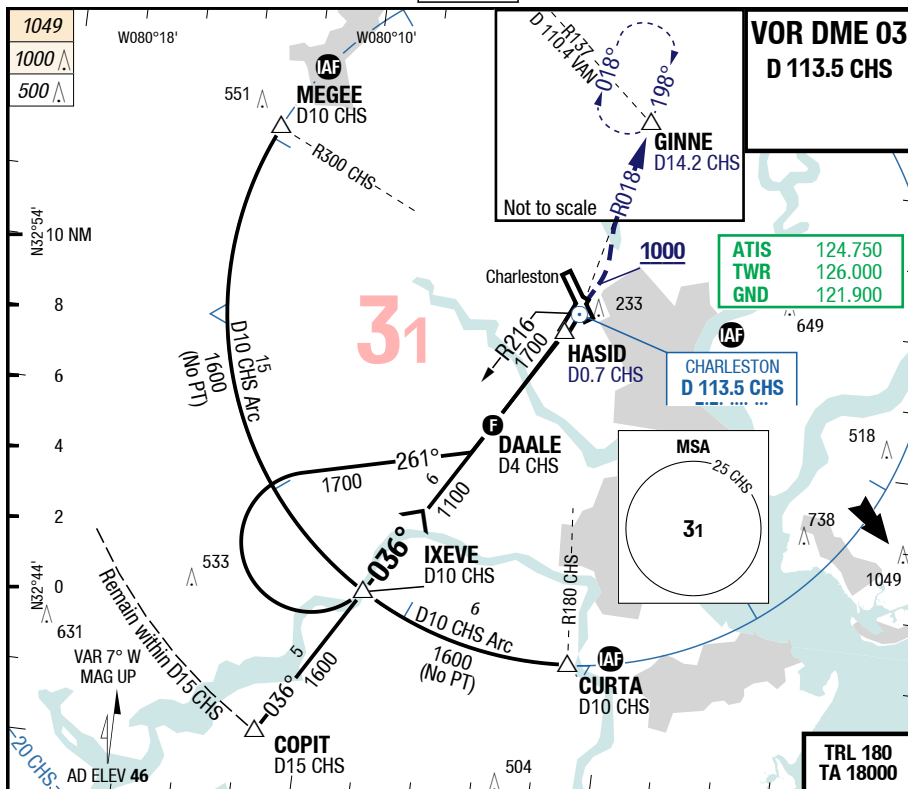 1049
1000
500
W080°18'
W080°10'
IAF
MEGEE
D10 CHS
551
R300 CHS
R137
D 110.4 VAN
018°
198°
GINNE
D14.2 CHS
R018
Not to scale
VOR DME 03
D 113.5 CHS
N32°54'
10 NM
8
6
4
2
0
N32°44'
31
1000
Charleston
233
ATIS 124.750
TWR 126.000
GND 121.900
649
IAF
R216
1700
HASID
D0.7 CHS
CHARLESTON
D 113.5 CHS
15
D10 CHS Arc
1600
(No PT)
F
DAALE
D4 CHS
261°
1700
6
1100
MSA
25 CHS
31
518
738
1049
533
036°
IXEVE
D10 CHS
R180 CHS
6
D10 CHS Arc
1600
(No PT)
IAF
CURTA
D10 CHS
631
Remain within D15 CHS
VAR 7° W
MAG UP
5
036°
1600
COPIT
D15 CHS
20 CHS
AD ELEV 46
504
TRL 180
TA 18000